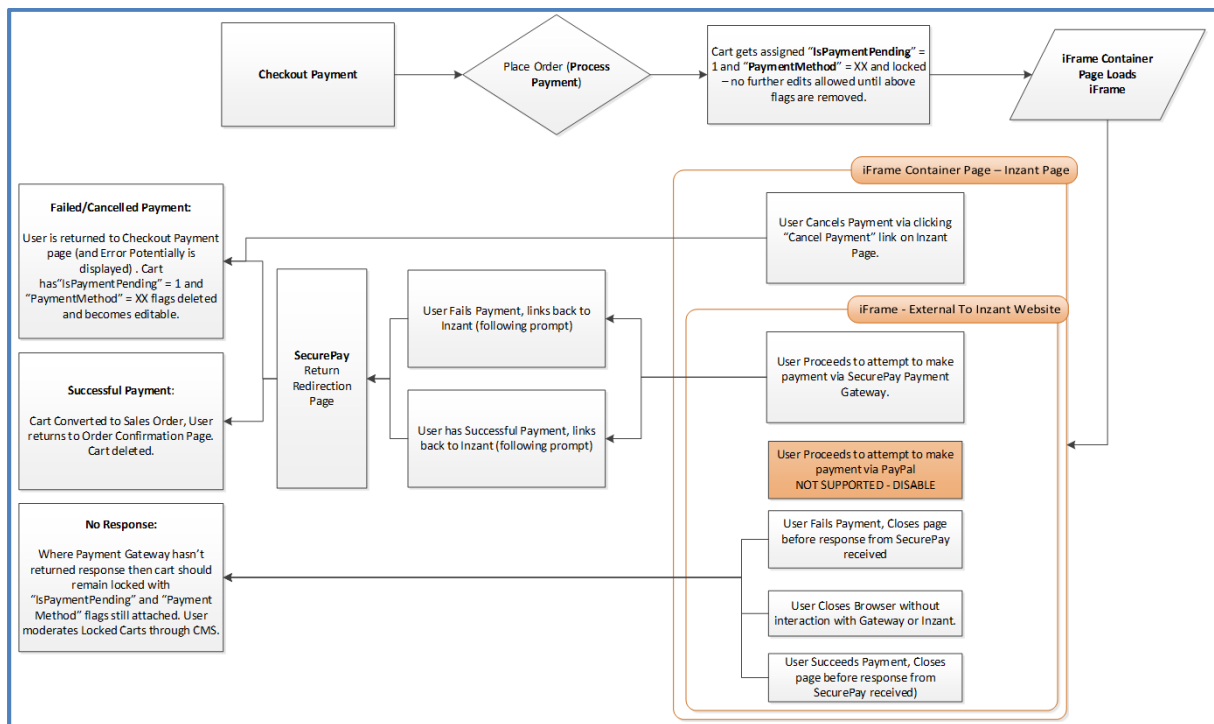 Checkout Payment
Place Order (Process
Payment)
Cart gets assigned “IsPaymentPending” =
1 and “PaymentMethod” = XX and locked
– no further edits allowed until above
flags are removed.
iFrame Container
Page Loads
iFrame
iFrame Container Page – Inzant Page
Failed/Cancelled Payment:
User is returned to Checkout Payment
page (and Error Potentially is
displayed) . Cart
has”IsPaymentPending” = 1 and
“PaymentMethod” = XX flags deleted
and becomes editable.
User Cancels Payment via clicking
“Cancel Payment” link on Inzant
Page.
iFrame - External To Inzant Website
User Fails Payment, links back to
Inzant (following prompt)
SecurePay
Return
Redirection
Page
User Proceeds to attempt to make
payment via SecurePay Payment
Gateway.
Successful Payment:
Cart Converted to Sales Order, User
returns to Order Confirmation Page.
Cart deleted.
User has Successful Payment, links
back to Inzant (following prompt)
User Proceeds to attempt to make
payment via PayPal
NOT SUPPORTED - DISABLE
No Response:
Where Payment Gateway hasn’t
returned response then cart should
remain locked with
“IsPaymentPending” and “Payment
Method” flags still attached. User
moderates Locked Carts through CMS.
User Fails Payment, Closes page
before response from SecurePay
received
User Closes Browser without
interaction with Gateway or Inzant.
User Succeeds Payment, Closes
page before response from
SecurePay received)